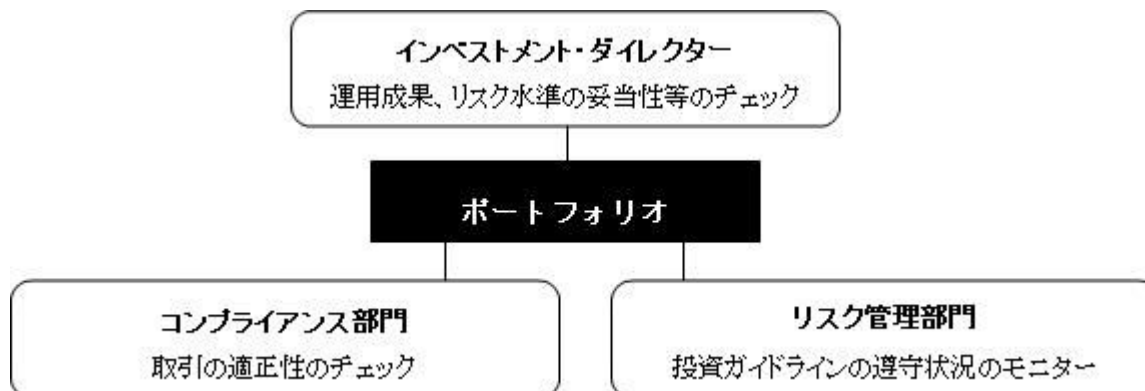 インベストメント・ダイレクター
運用成果、リスク水準の妥当性等のチェック
ポートフォリオ
コンプライアンス部門
取引の適正性のチェック
リスク管理部門
投資ガイドラインの遵守状況のモニター